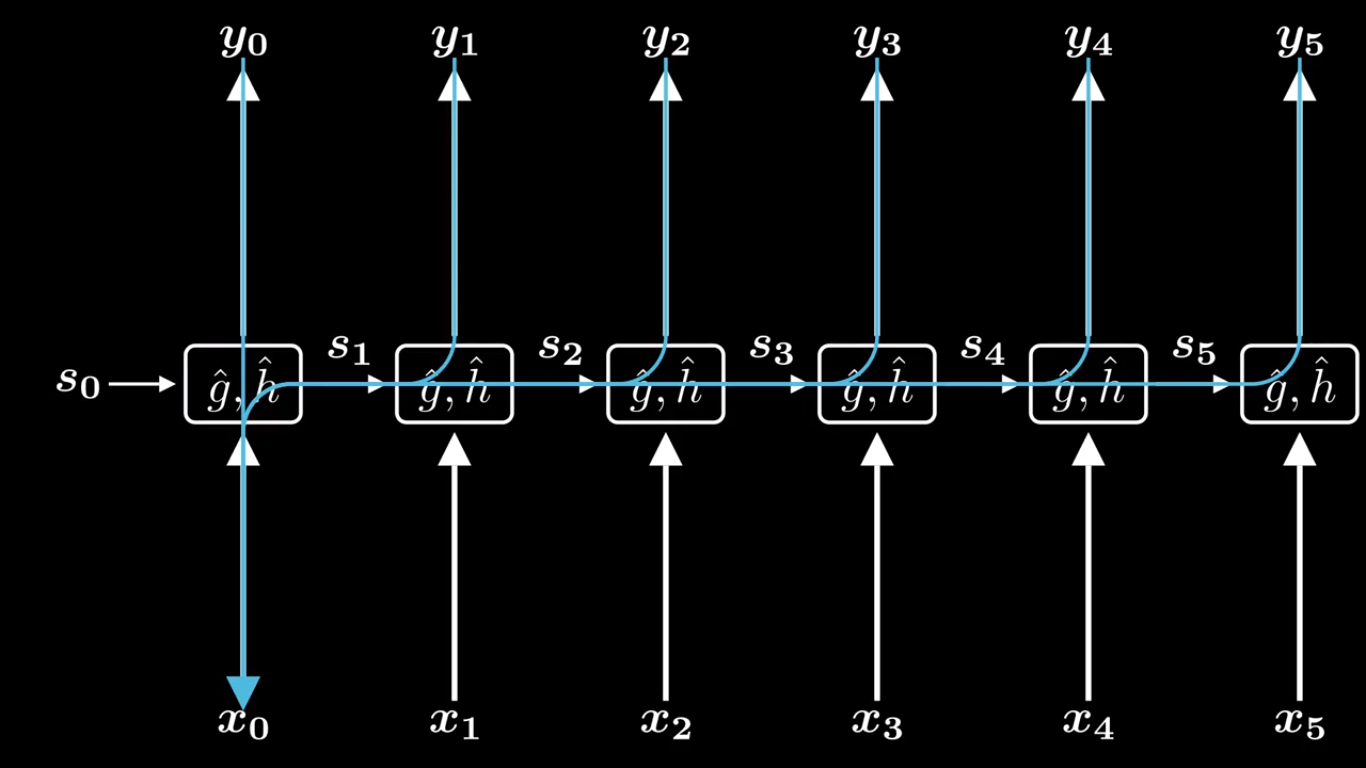 y₀ y₁ y₂ y₃ y₄ y₅
s₁ s₂ s₃ s₄ s₅
s₀ ĝ, ĥ ĝ, ĥ ĝ, ĥ ĝ, ĥ ĝ, ĥ ĝ, ĥ
x₀ x₁ x₂ x₃ x₄ x₅